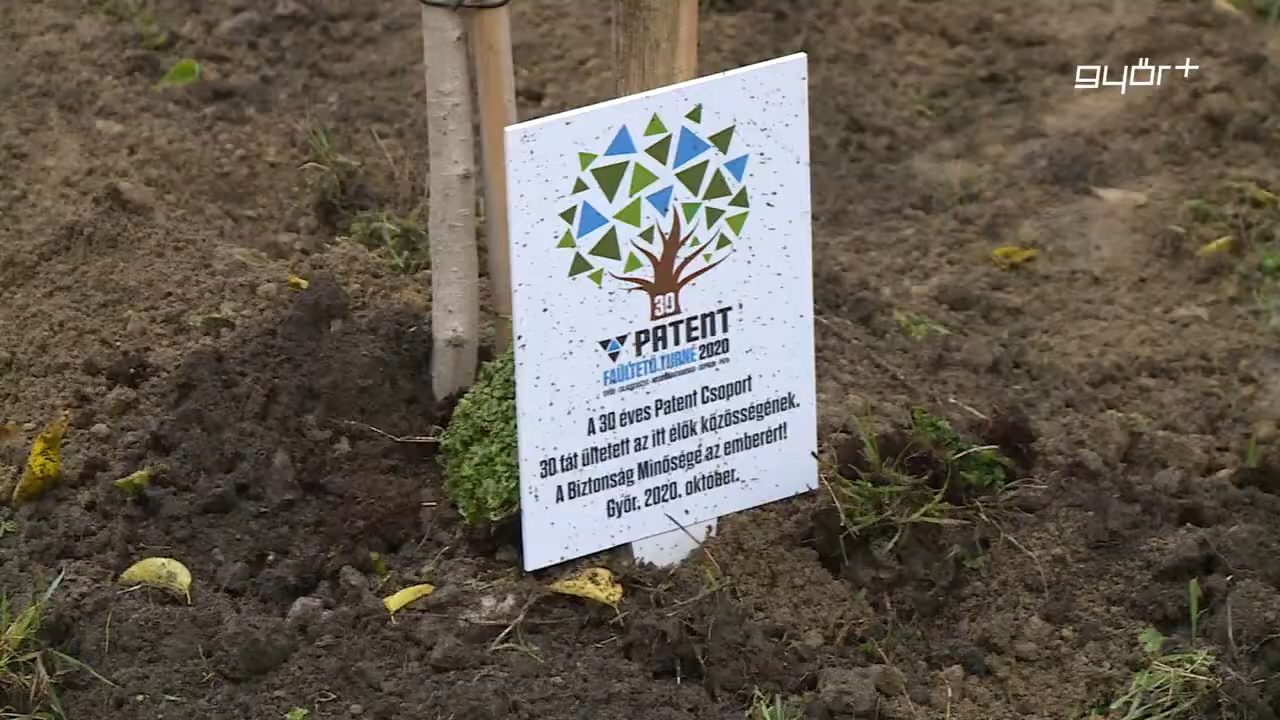 győr+
30
PATENT
FAÜLTETŐ TURNÉ 2020
A 30 éves Patent Csoport
30 fát ültetett az itt élők közösségének.
A Biztonság Minősége az emberért!
Győr, 2020. október.